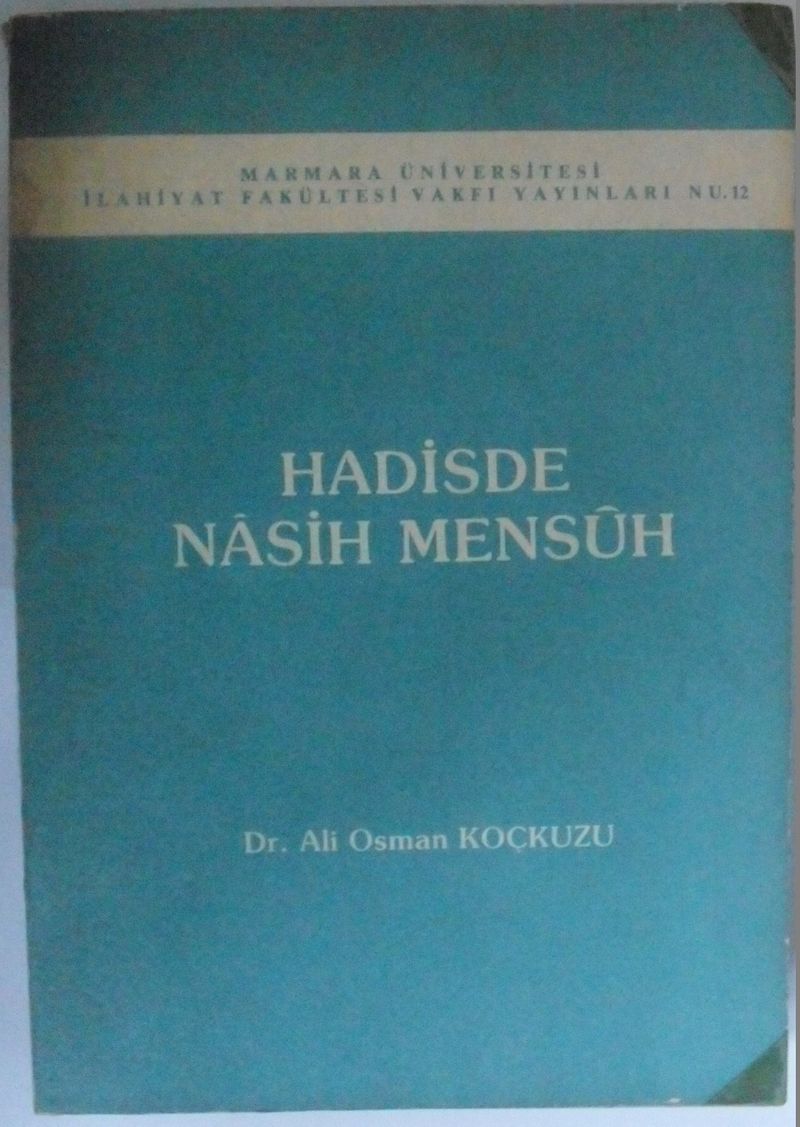 MARMARA ÜNİVERSİTESİ
İLAHİYAT FAKÜLTESİ VAKFI YAYINLARI NU.12
HADİSDE
NÂSİH MENSÛH
Dr. Ali Osman KOÇKUZU